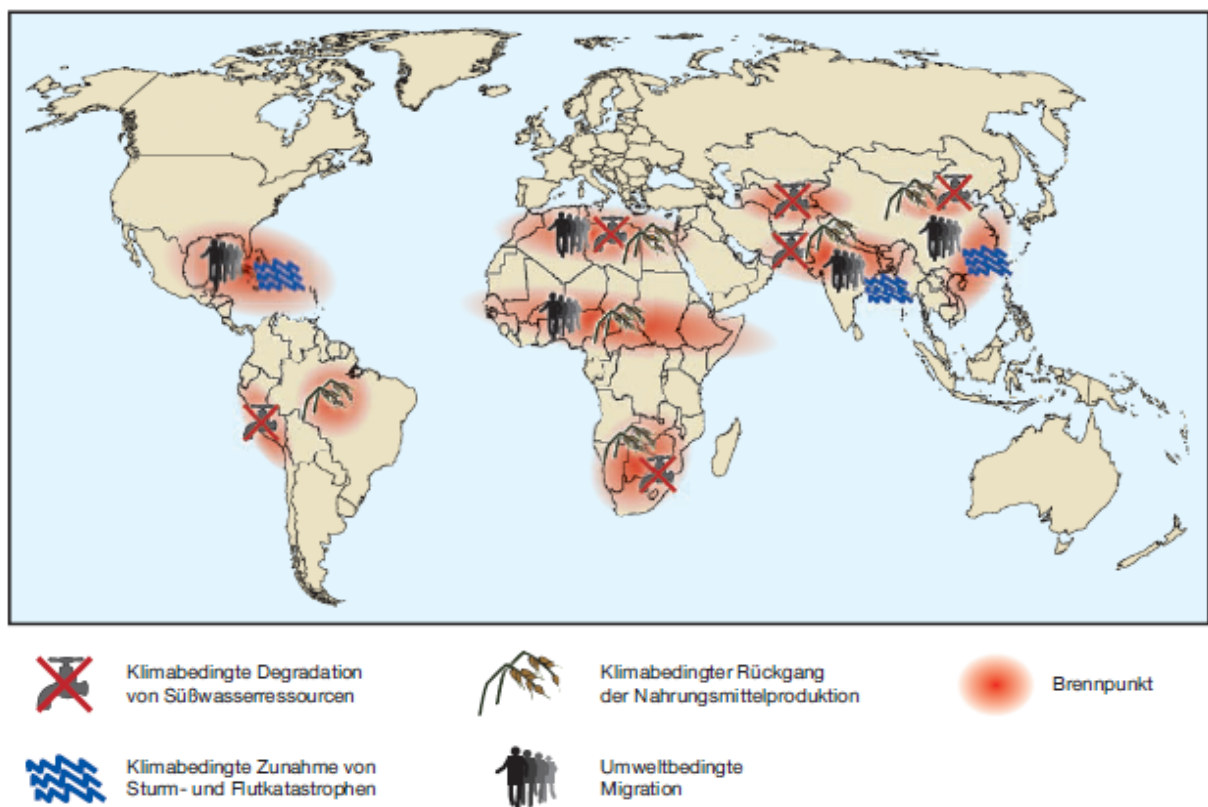 Klimabedingte Degradation
von Süßwasserressourcen
Klimabedingter Rückgang
der Nahrungsmittelproduktion
Brennpunkt
Klimabedingte Zunahme von
Sturm- und Flutkatastrophen
Umweltbedingte
Migration